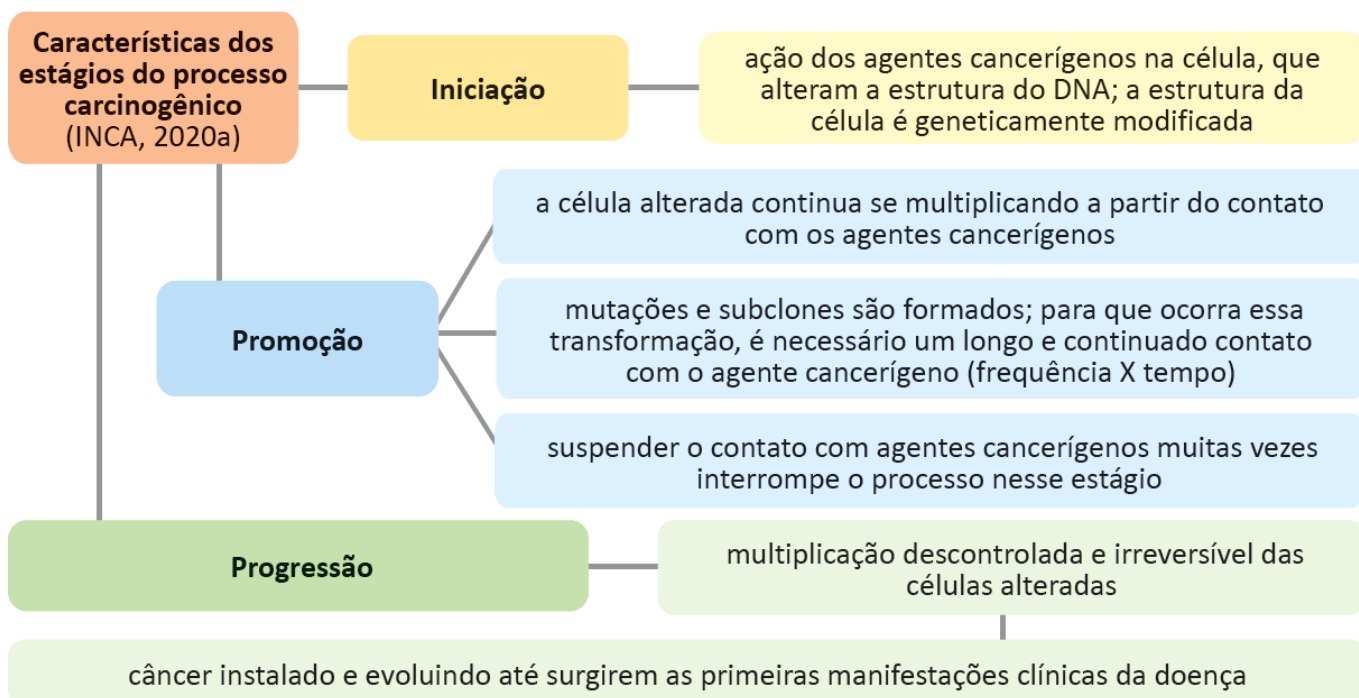 Características dos
estágios do processo
carcinogênico
(INCA, 2020a)
Iniciação
ação dos agentes cancerígenos na célula, que
alteram a estrutura do DNA; a estrutura da
célula é geneticamente modificada
Promoção
a célula alterada continua se multiplicando a partir do contato
com os agentes cancerígenos
mutações e subclones são formados; para que ocorra essa
transformação, é necessário um longo e continuado contato
com o agente cancerígeno (frequência X tempo)
suspender o contato com agentes cancerígenos muitas vezes
interrompe o processo nesse estágio
Progressão
multiplicação descontrolada e irreversível das
células alteradas
câncer instalado e evoluindo até surgirem as primeiras manifestações clínicas da doença